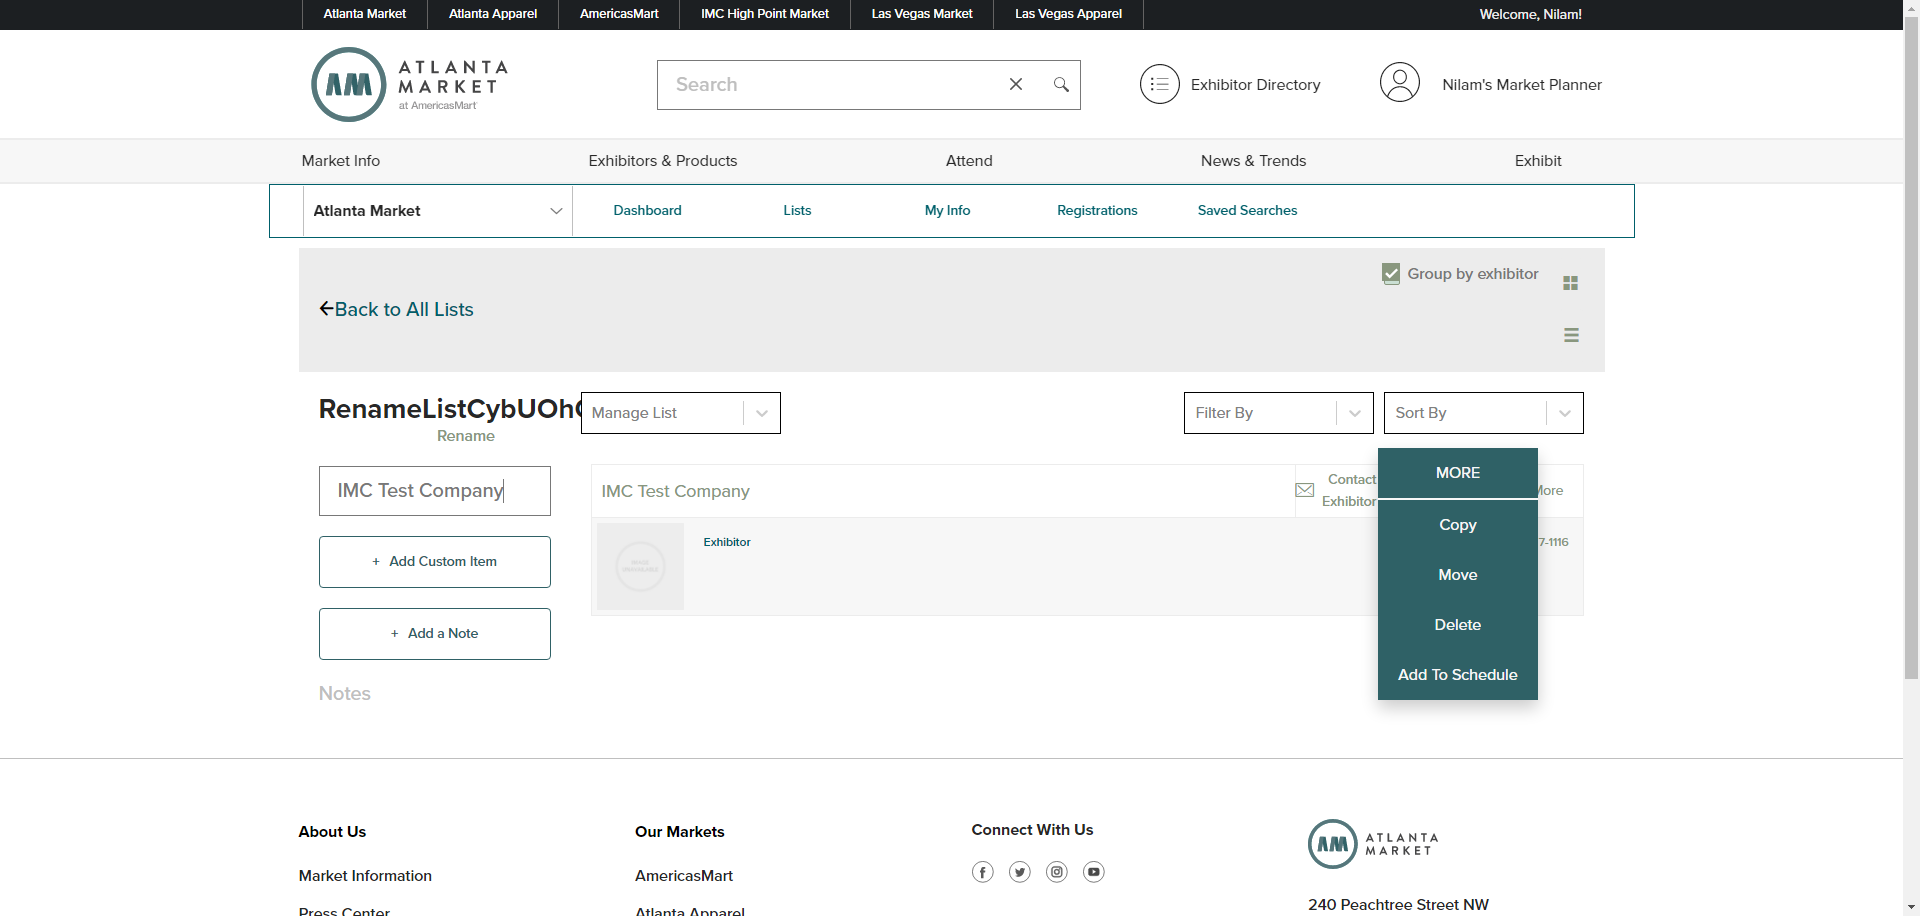 Atlanta Market
Atlanta Apparel
AmericasMart
IMC High Point Market
Las Vegas Market
Las Vegas Apparel
Welcome, Nilam!
AM
ATLANTA
MARKET
at AmericasMart
Search
Exhibitor Directory
Nilam's Market Planner
Market Info
Exhibitors & Products
Attend
News & Trends
Exhibit
Atlanta Market
Dashboard
Lists
My Info
Registrations
Saved Searches
Group by exhibitor
Back to All Lists
RenameListCybUOh
Rename
Manage List
Filter By
Sort By
IMC Test Company
+ Add Custom Item
+ Add a Note
Notes
IMC Test Company
Contact
Exhibitor
More
Exhibitor
7-1116
MORE
Copy
Move
Delete
Add To Schedule
About Us
Market Information
Press Center
Our Markets
AmericasMart
Atlanta Apparel
Connect With Us
AM
ATLANTA
MARKET
240 Peachtree Street NW